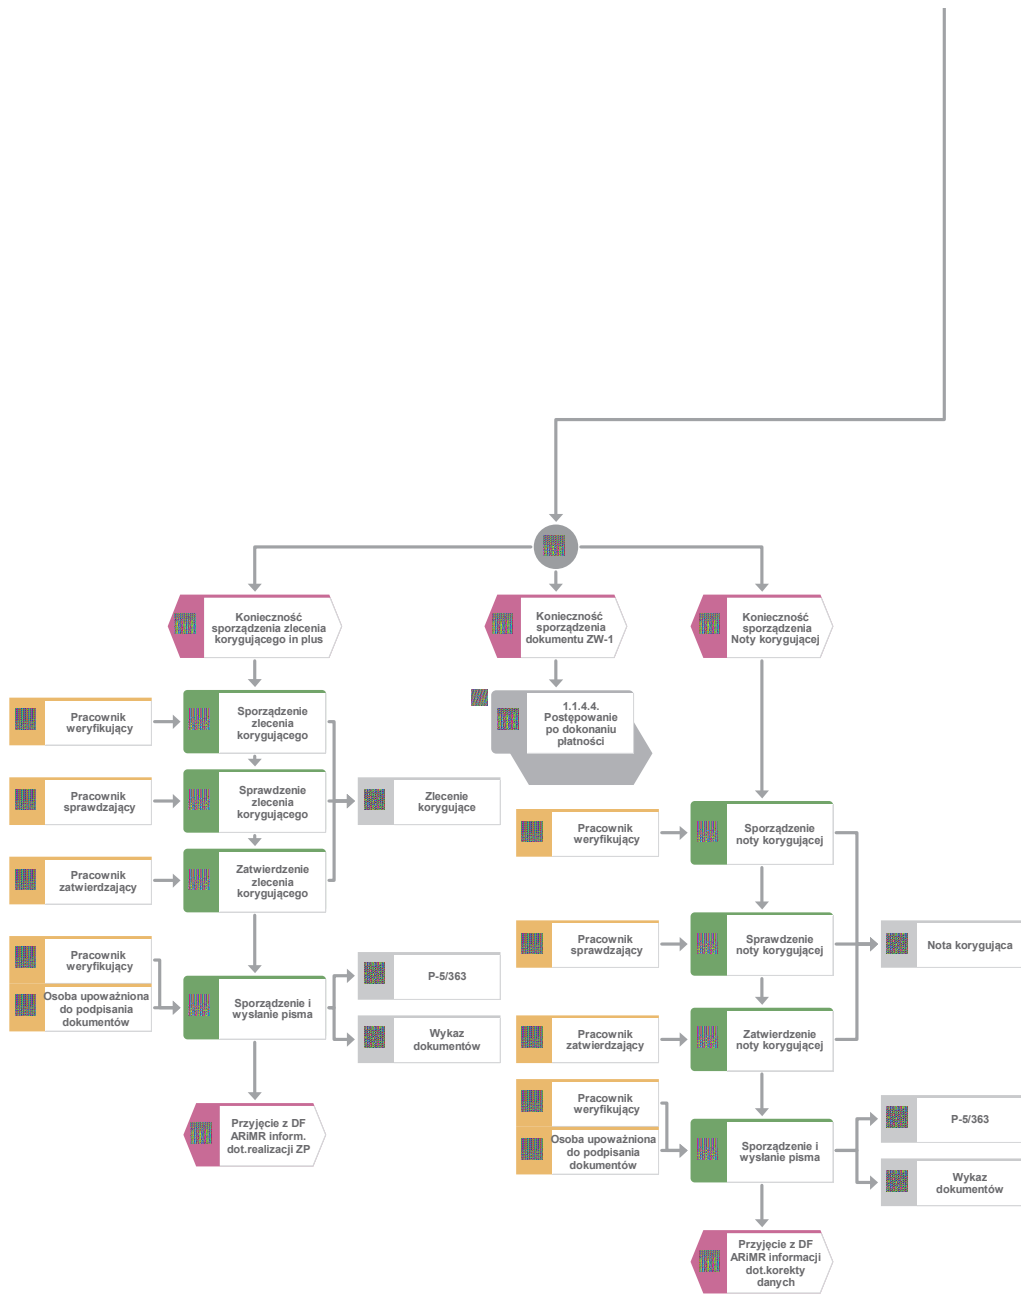 Konieczność
sporządzenia zlecenia
korygującego in plus
Konieczność
sporządzenia
dokumentu ZW-1
Konieczność
sporządzenia
Noty korygującej
Pracownik
weryfikujący
Sporządzenie
zlecenia
korygującego
1.1.4.4.
Postępowanie
po dokonaniu
płatności
Pracownik
sprawdzający
Sprawdzenie
zlecenia
korygującego
Zlecenie
korygujące
Pracownik
weryfikujący
Sporządzenie
noty korygującej
Pracownik
zatwierdzający
Zatwierdzenie
zlecenia
korygującego
Pracownik
sprawdzający
Sprawdzenie
noty korygującej
Nota korygująca
Pracownik
weryfikujący
Osoba upoważniona
do podpisania
dokumentów
Sporządzenie i
wysłanie pisma
P-5/363
Wykaz
dokumentów
Pracownik
zatwierdzający
Zatwierdzenie
noty korygującej
Przyjęcie z DF
ARiMR inform.
dot.realizacji ZP
Pracownik
weryfikujący
Osoba upoważniona
do podpisania
dokumentów
Sporządzenie i
wysłanie pisma
P-5/363
Wykaz
dokumentów
Przyjęcie z DF
ARiMR informacji
dot.korekty
danych